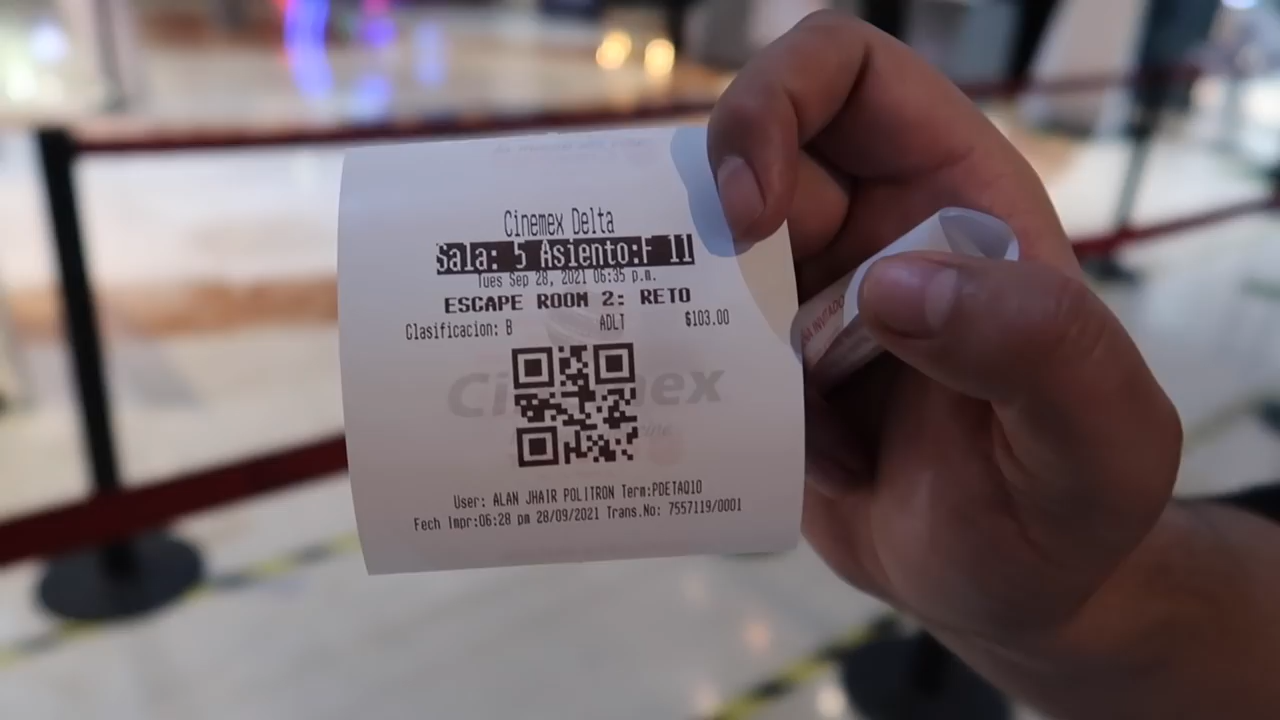 Cinemex Delta
Sala: 5 Asiento:F 11
Tues Sep 28, 2021 06:35 p.m.
ESCAPE ROOM 2: RETO
Clasificacion: B ADLT $103.00
Cinemex
User: ALAN JHAIR POLITRON Term:PDETAQ10
Fech Impr:06:28 pm 28/09/2021 Trans.No: 7557119/0001
INVITADO